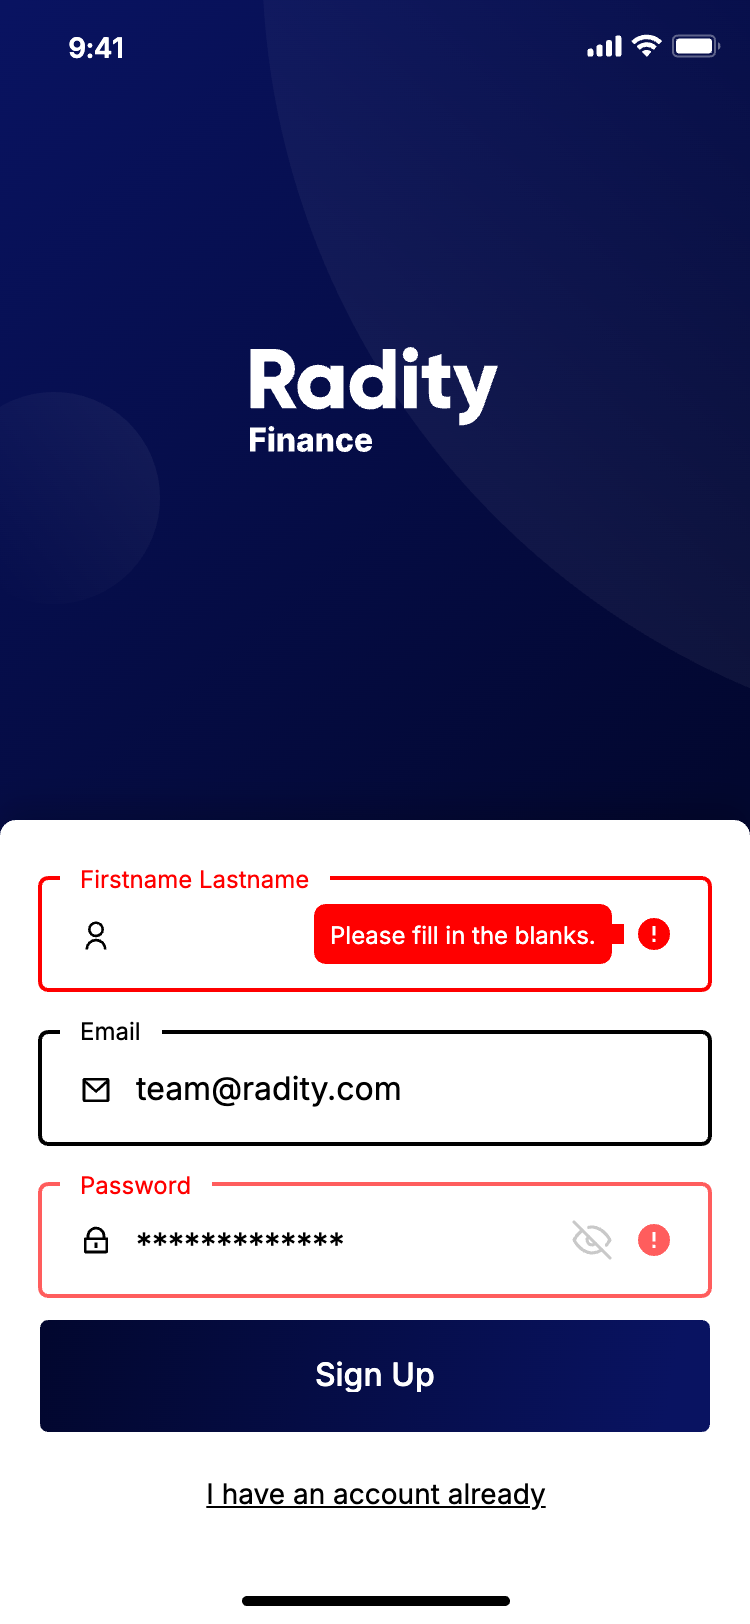 9:41
Radity
Finance
Firstname Lastname
Please fill in the blanks.
!
Email
team@radity.com
Password
*************
!
Sign Up
I have an account already